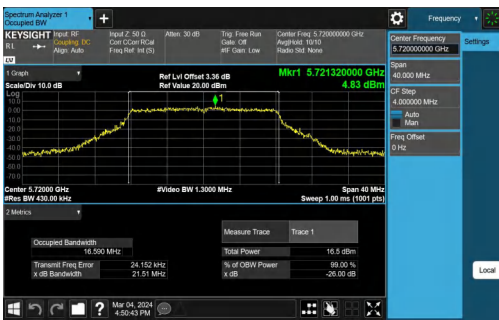 Spectrum Analyzer 1
Occupied BW
+
Frequency
KEYSIGHT
RL
Input: RF
Coupling: DC
Align: Auto
Input Z: 50 Ω
Corr CCorr RCal
Freq Ref: Int (S)
Atten: 30 dB
Trig: Free Run
Gate: Off
#IF Gain: Low
Center Freq: 5.720000000 GHz
Avg|Hold: 10/10
Radio Std: None
Center Frequency
5.720000000 GHz
Settings
LV
Span
40.000 MHz
CF Step
4.000000 MHz
Auto
Man
Freq Offset
0 Hz
Local
1 Graph
Scale/Div 10.0 dB
Ref Lvl Offset 3.36 dB
Ref Value 20.00 dBm
Mkr1 5.721320000 GHz
4.83 dBm
Log
10.0
0.00
-10.0
-20.0
-30.0
-40.0
-50.0
-60.0
-70.0
1
Center 5.72000 GHz
#Res BW 430.00 kHz
#Video BW 1.3000 MHz
Span 40 MHz
Sweep 1.00 ms (1001 pts)
2 Metrics
Measure Trace
Trace 1
Occupied Bandwidth
16.590 MHz
Total Power
16.5 dBm
Transmit Freq Error
24.152 kHz
% of OBW Power
99.00 %
x dB Bandwidth
21.51 MHz
x dB
-26.00 dB
?
Mar 04, 2024
4:50:43 PM